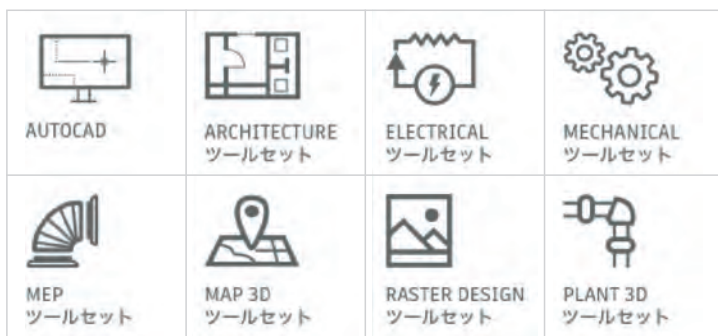 AUTOCAD
ARCHITECTURE
ツールセット
ELECTRICAL
ツールセット
MECHANICAL
ツールセット
MEP
ツールセット
MAP 3D
ツールセット
RASTER DESIGN
ツールセット
PLANT 3D
ツールセット